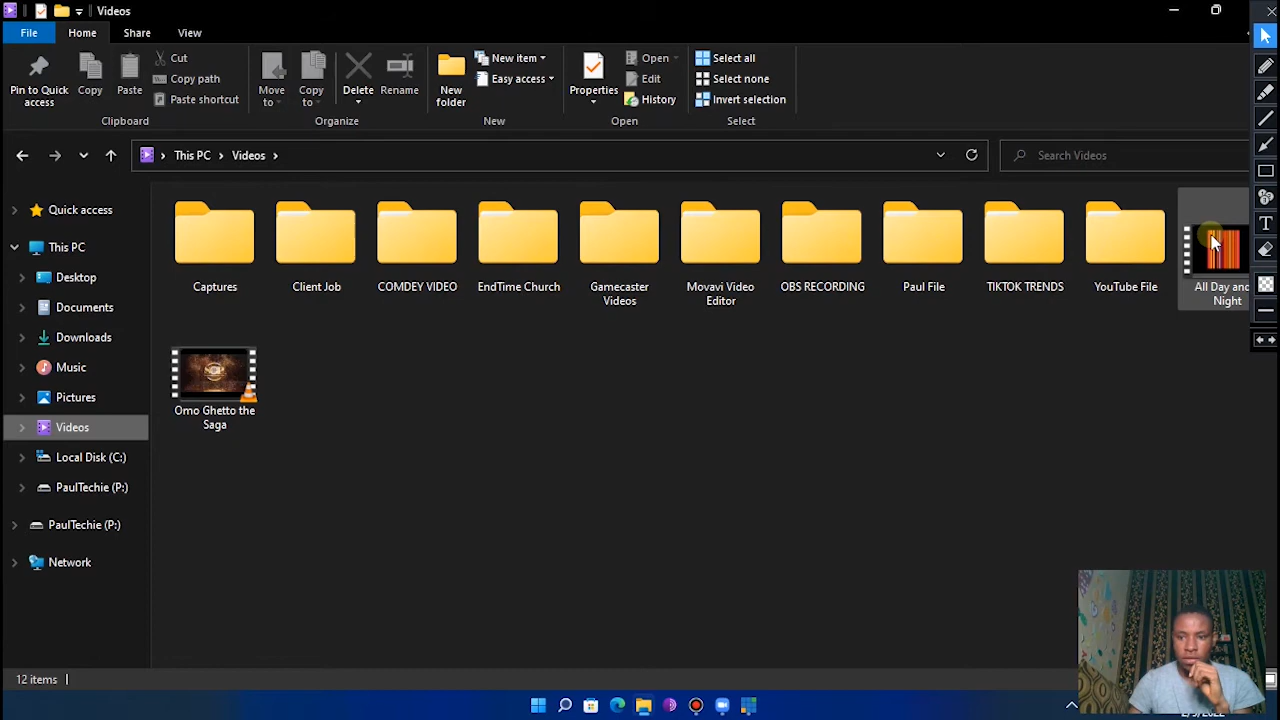 Videos
File Home Share View
Pin to Quick access
Copy
Paste
Cut
Copy path
Paste shortcut
Move to
Copy to
Delete
Rename
New folder
New item
Easy access
Properties
Open
Edit
History
Select all
Select none
Invert selection
Clipboard Organize New Open Select
This PC Videos
Search Videos
Quick access
This PC
Desktop
Documents
Downloads
Music
Pictures
Videos
Local Disk (C:)
PaulTechie (P:)
PaulTechie (P:)
Network
Captures
Client Job
COMDEY VIDEO
EndTime Church
Gamecaster Videos
Movavi Video Editor
OBS RECORDING
Paul File
TIKTOK TRENDS
YouTube File
All Day and Night
Omo Ghetto the Saga
12 items
T